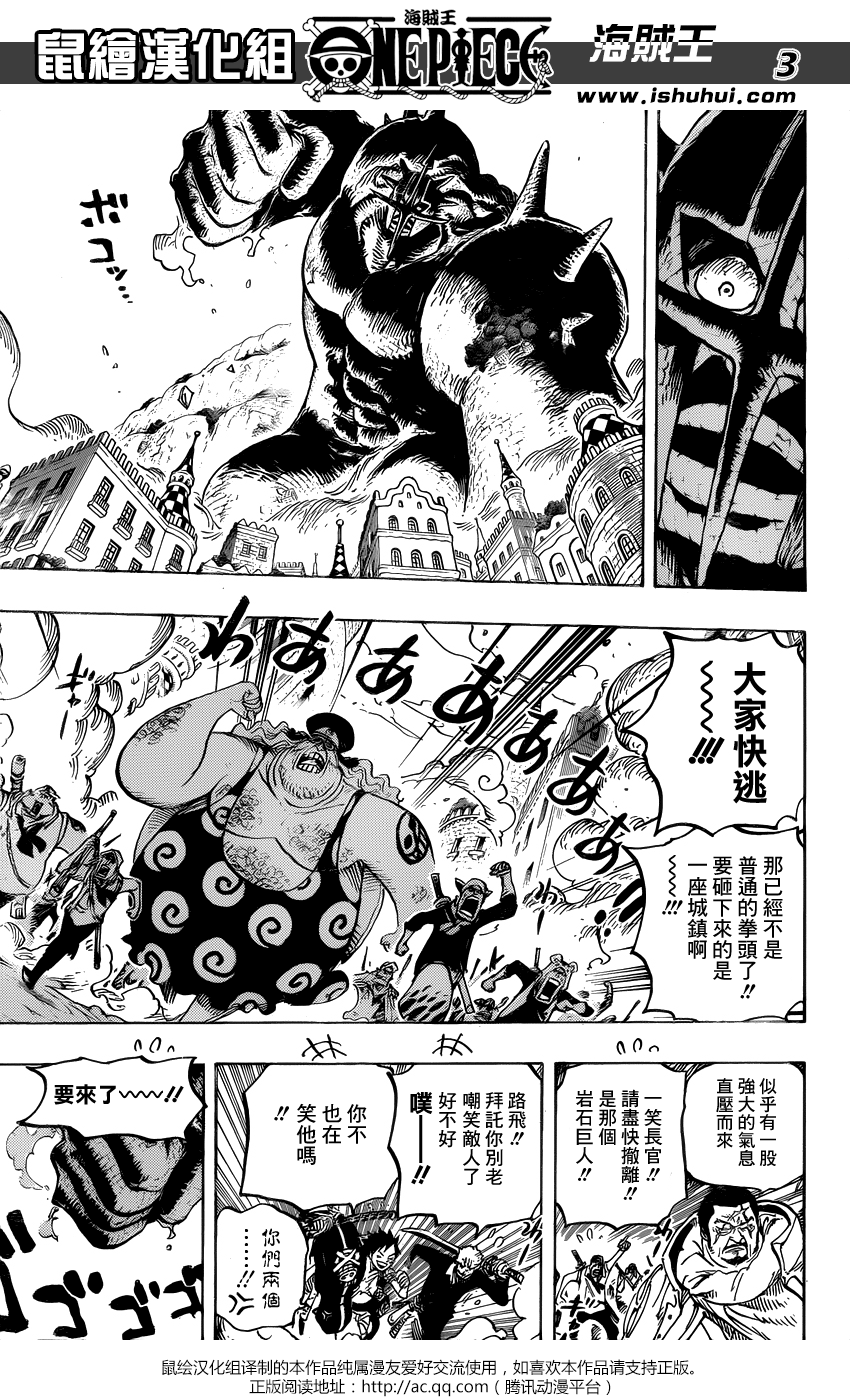 鼠繪漢化組
海賊王
ONE PIECE
海賊王
3
www.ishuhui.com
ボコッ…
わああああああ
大家快逃
~~~!!!
那已經不是
普通的拳頭了!!
要砸下來的是
一座城鎮啊
~~~!!!
似乎有一股
強大的氣息
直壓而來
一笑長官!!
請盡快撤離!!
是那個
岩石巨人!!
路飛!!
拜託你別老
嘲笑敵人了
好不好
噗──!!
你不
也在
笑他嗎
!!
你們兩個
…!!
要來了~~~!!
ゴゴゴゴ
鼠绘汉化组译制的本作品纯属漫友爱好交流使用，如喜欢本作品请支持正版。
正版阅读地址：http://ac.qq.com（腾讯动漫平台）